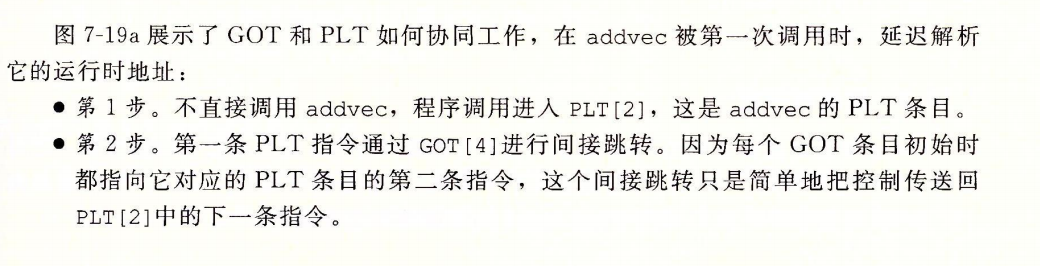 图 7-19a 展示了 GOT 和 PLT 如何协同工作，在 addvec 被第一次调用时，延迟解析
它的运行时地址：
● 第 1 步。不直接调用 addvec，程序调用进入 PLT[2]，这是 addvec 的 PLT 条目。
● 第 2 步。第一条 PLT 指令通过 GOT[4]进行间接跳转。因为每个 GOT 条目初始时
都指向它对应的 PLT 条目的第二条指令，这个间接跳转只是简单地把控制传送回
PLT[2]中的下一条指令。